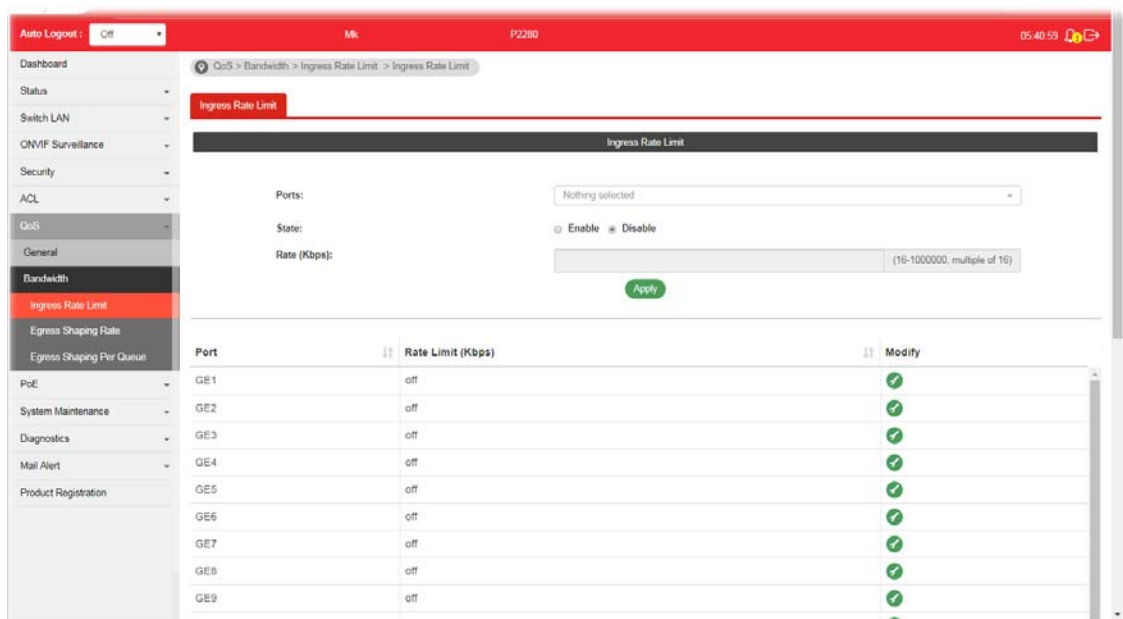 Auto Logout : Off Mk P2280 05:40:59
Dashboard
Status
Switch LAN
ONVIF Surveillance
Security
ACL
QoS
General
Bandwidth
Ingress Rate Limit
Egress Shaping Rate
Egress Shaping Per Queue
PoE
System Maintenance
Diagnostics
Mail Alert
Product Registration
QoS > Bandwidth > Ingress Rate Limit > Ingress Rate Limit
Ingress Rate Limit
Ingress Rate Limit
Ports: Nothing selected
State: Enable Disable
Rate (Kbps): (16-1000000, multiple of 16)
Apply
Port Rate Limit (Kbps) Modify
GE1 off
GE2 off
GE3 off
GE4 off
GE5 off
GE6 off
GE7 off
GE8 off
GE9 off